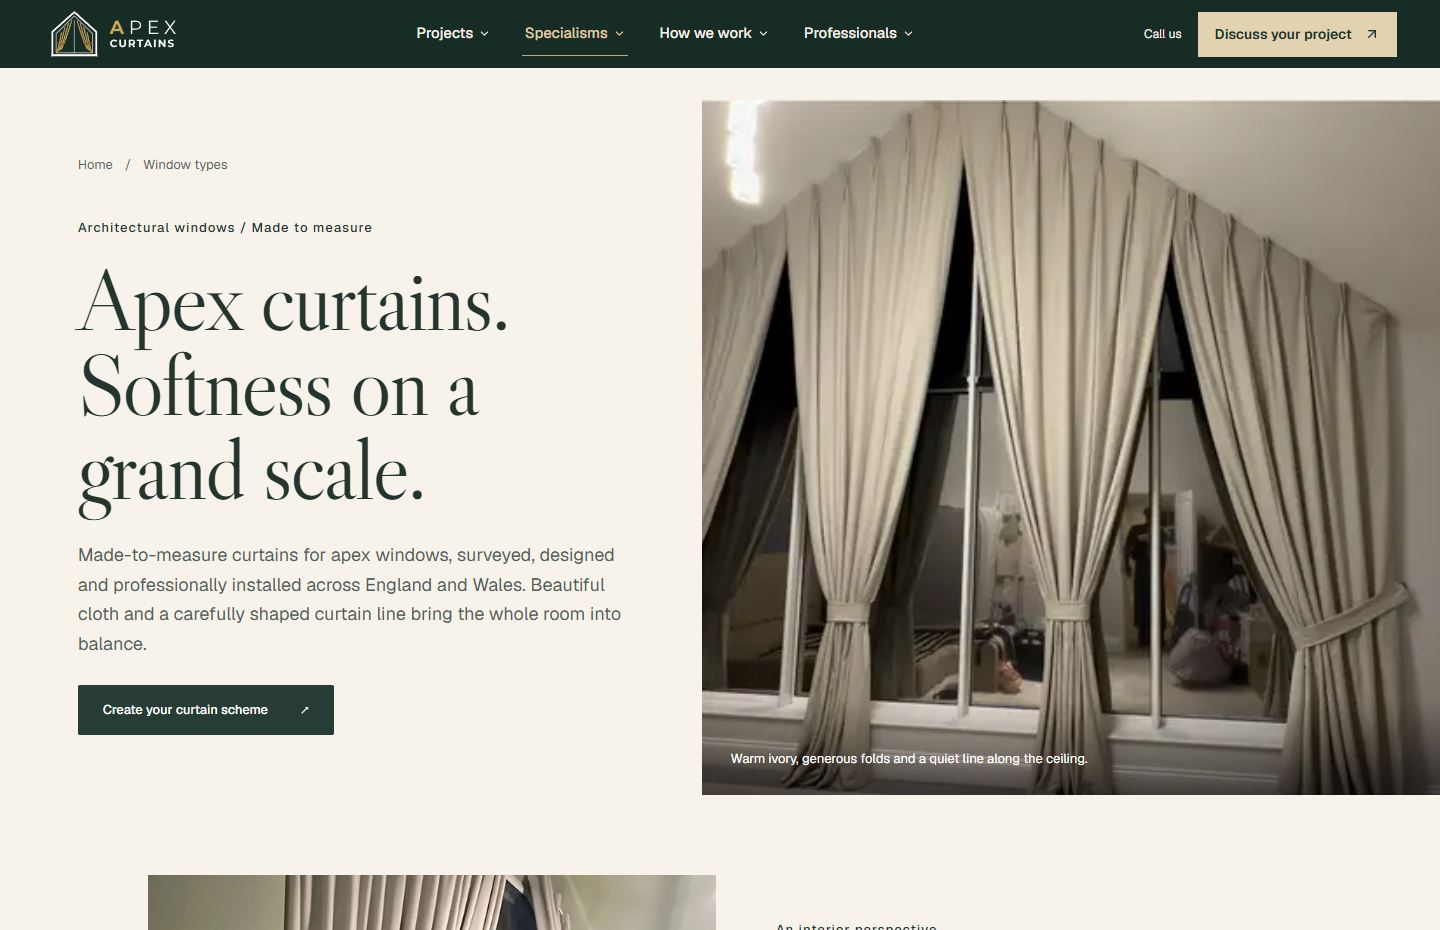 APEX
CURTAINS
Projects
Specialisms
How we work
Professionals
Call us
Discuss your project
Home / Window types
Architectural windows / Made to measure
Apex curtains.
Softness on a
grand scale.
Made-to-measure curtains for apex windows, surveyed, designed
and professionally installed across England and Wales. Beautiful
cloth and a carefully shaped curtain line bring the whole room into
balance.
Create your curtain scheme
Warm ivory, generous folds and a quiet line along the ceiling.
An interior perspective